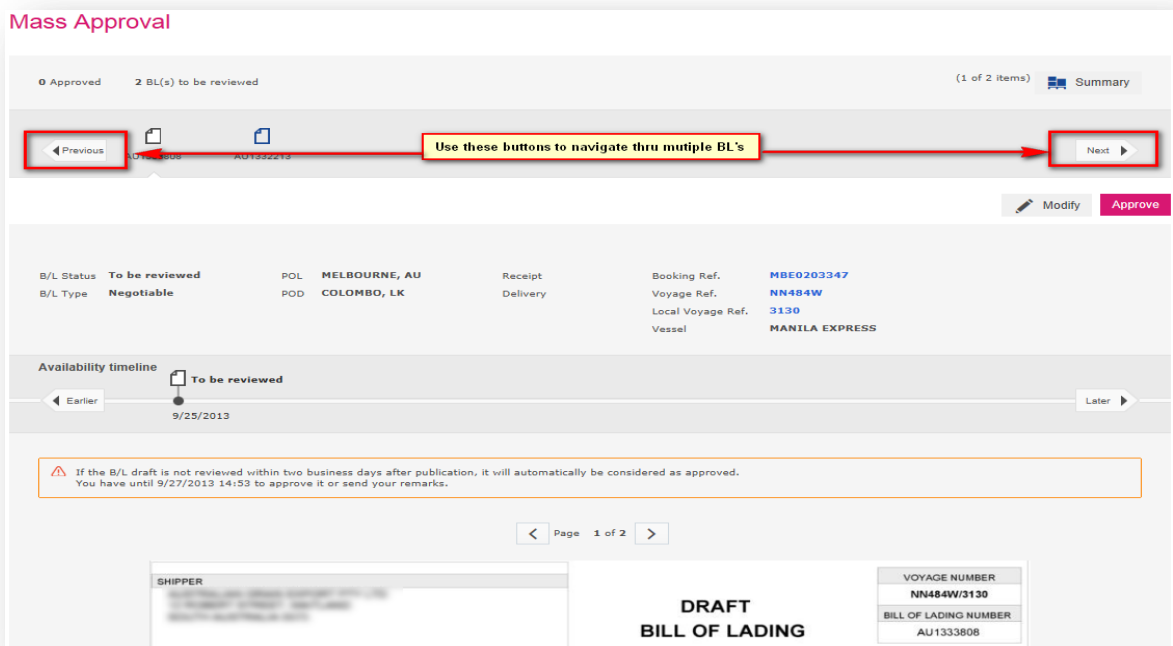 Mass Approval
0 Approved 2 BL(s) to be reviewed (1 of 2 items) Summary
Previous AU1333808 AU1332213 Use these buttons to navigate thru mutiple BL's Next
Modify Approve
B/L Status To be reviewed POL MELBOURNE, AU Receipt Booking Ref. MBE0203347
B/L Type Negotiable POD COLOMBO, LK Delivery Voyage Ref. NN484W
Local Voyage Ref. 3130
Vessel MANILA EXPRESS
Availability timeline
To be reviewed
Earlier Later
9/25/2013
If the B/L draft is not reviewed within two business days after publication, it will automatically be considered as approved.
You have until 9/27/2013 14:53 to approve it or send your remarks.
Page 1 of 2
SHIPPER
DRAFT
BILL OF LADING
VOYAGE NUMBER
NN484W/3130
BILL OF LADING NUMBER
AU1333808